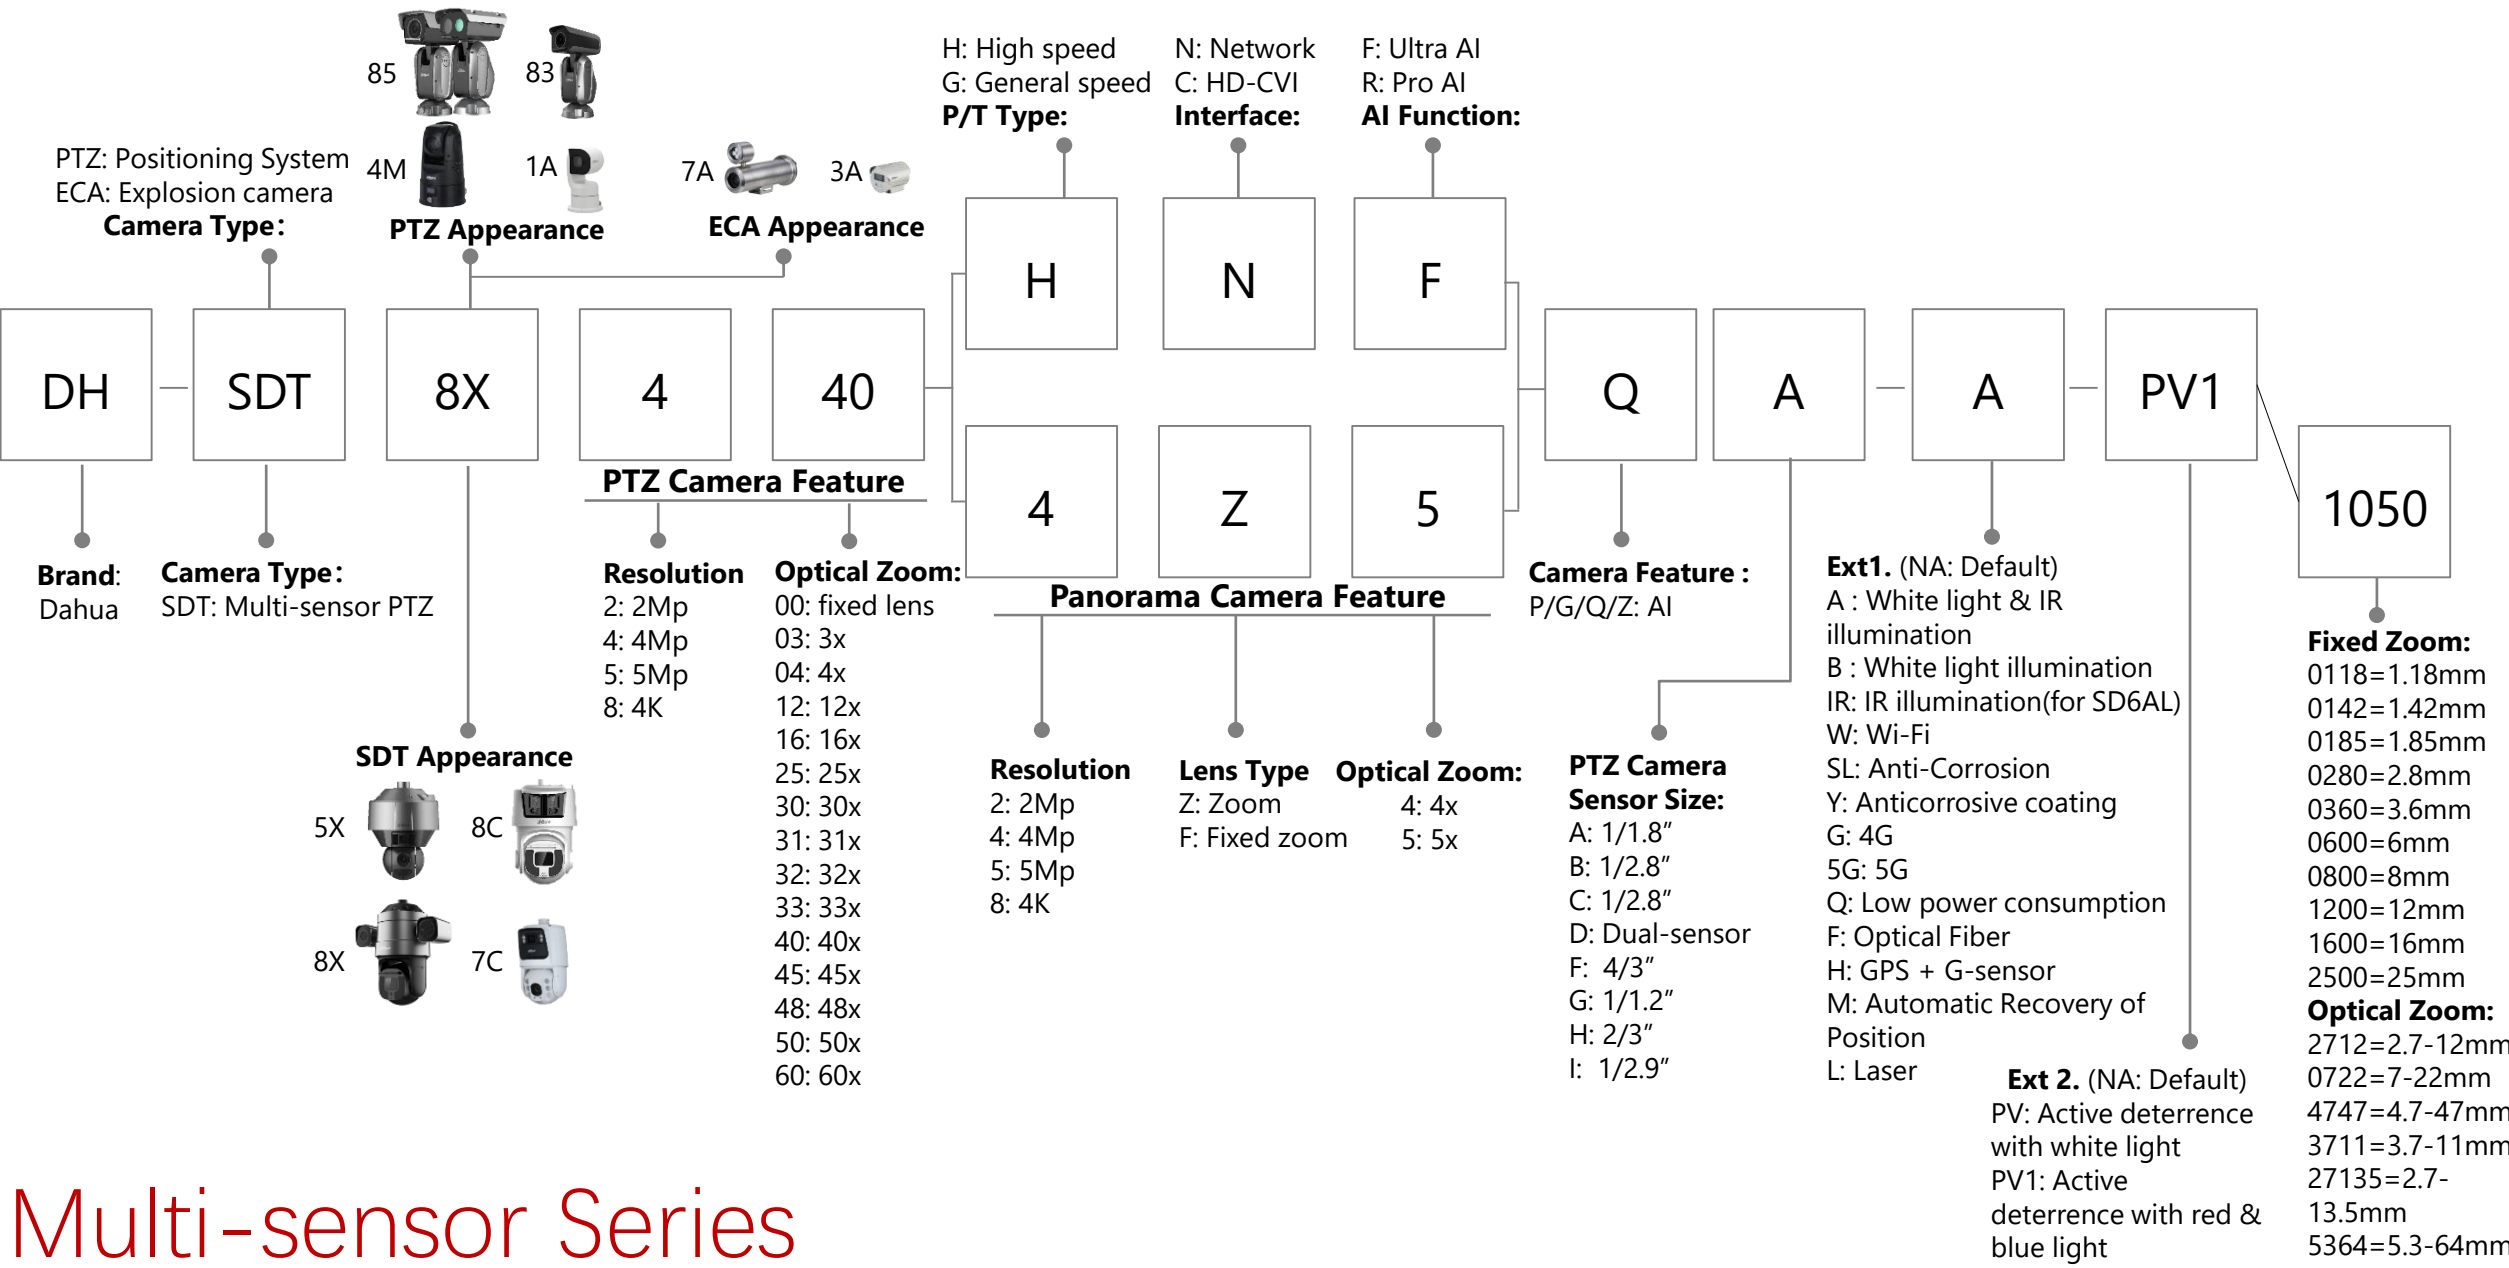 85
83
4M
1A
PTZ: Positioning System
ECA: Explosion camera
Camera Type:
PTZ Appearance
7A
3A
ECA Appearance
H: High speed
G: General speed
P/T Type:
N: Network
C: HD-CVI
Interface:
F: Ultra AI
R: Pro AI
AI Function:
H
N
F
DH
SDT
8X
4
40
Q
A
A
PV1
4
Z
5
1050
Brand:
Dahua
Camera Type:
SDT: Multi-sensor PTZ
SDT Appearance
5X
8C
8X
7C
PTZ Camera Feature
Resolution
2: 2Mp
4: 4Mp
5: 5Mp
8: 4K
Optical Zoom:
00: fixed lens
03: 3x
04: 4x
12: 12x
16: 16x
25: 25x
30: 30x
31: 31x
32: 32x
33: 33x
40: 40x
45: 45x
48: 48x
50: 50x
60: 60x
Panorama Camera Feature
Resolution
2: 2Mp
4: 4Mp
5: 5Mp
8: 4K
Lens Type
Z: Zoom
F: Fixed zoom
Optical Zoom:
4: 4x
5: 5x
Camera Feature :
P/G/Q/Z: AI
PTZ Camera
Sensor Size:
A: 1/1.8”
B: 1/2.8”
C: 1/2.8”
D: Dual-sensor
F: 4/3”
G: 1/1.2”
H: 2/3”
I: 1/2.9”
Ext1. (NA: Default)
A : White light & IR
illumination
B : White light illumination
IR: IR illumination(for SD6AL)
W: Wi-Fi
SL: Anti-Corrosion
Y: Anticorrosive coating
G: 4G
5G: 5G
Q: Low power consumption
F: Optical Fiber
H: GPS + G-sensor
M: Automatic Recovery of
Position
L: Laser
Ext 2. (NA: Default)
PV: Active deterrence
with white light
PV1: Active
deterrence with red &
blue light
Fixed Zoom:
0118=1.18mm
0142=1.42mm
0185=1.85mm
0280=2.8mm
0360=3.6mm
0600=6mm
0800=8mm
1200=12mm
1600=16mm
2500=25mm
Optical Zoom:
2712=2.7-12mm
0722=7-22mm
4747=4.7-47mm
3711=3.7-11mm
27135=2.7-
13.5mm
5364=5.3-64mm
Multi-sensor Series